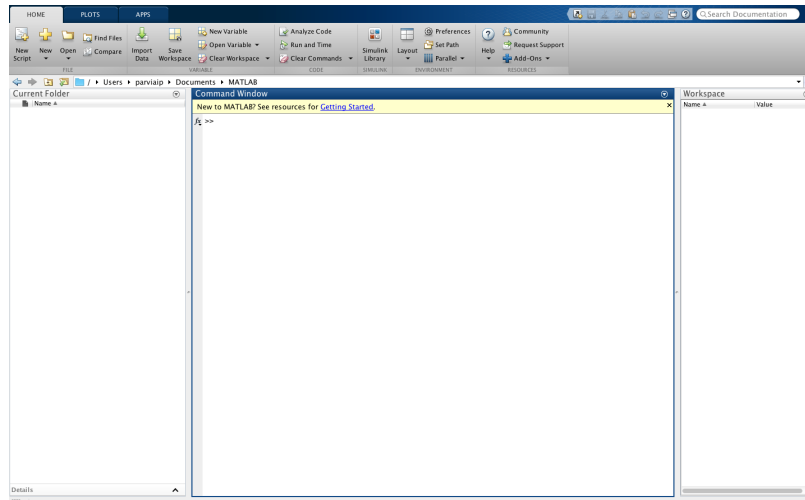 HOME PLOTS APPS
Search Documentation
New Script
New
Open
Find Files
Compare
Import Data
Save Workspace
New Variable
Open Variable
Clear Workspace
Analyze Code
Run and Time
Clear Commands
Simulink Library
Layout
Preferences
Set Path
Parallel
Help
Community
Request Support
Add-Ons
FILE VARIABLE CODE SIMULINK ENVIRONMENT RESOURCES
/ Users parviaip Documents MATLAB
Current Folder
Name
Command Window
New to MATLAB? See resources for Getting Started.
fx >>
Workspace
Name Value
Details